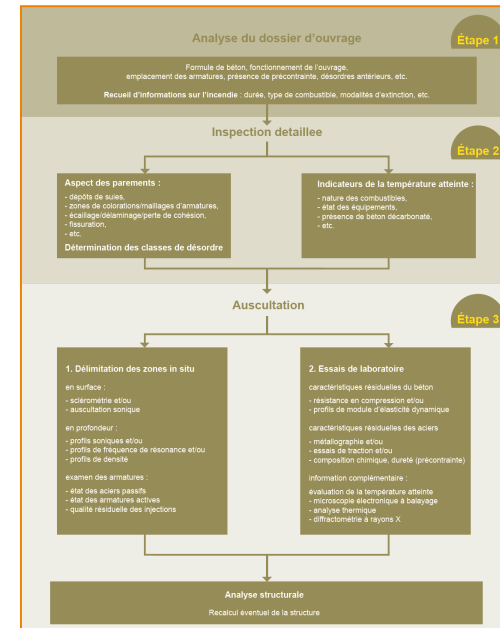 Analyse du dossier d'ouvrage
Étape 1
Formule de béton, fonctionnement de l'ouvrage,
emplacement des armatures, présence de précontrainte, désordres antérieurs, etc.
Recueil d'informations sur l'incendie : durée, type de combustible, modalités d'extinction, etc.
Inspection detaillee
Étape 2
Aspect des parements :
- dépôts de suies,
- zones de colorations/maillages d'armatures,
- écaillage/délaminage/perte de cohésion,
- fissuration,
- etc.
Détermination des classes de désordre
Indicateurs de la température atteinte :
- nature des combustibles,
- état des équipements,
- présence de béton décarbonaté,
- etc.
Auscultation
Étape 3
1. Délimitation des zones in situ
en surface :
- sclérométrie et/ou
- auscultation sonique
en profondeur :
- profils soniques et/ou
- profils de fréquence de résonance et/ou
- profils de densité
examen des armatures :
- état des aciers passifs
- état des armatures actives
- qualité résiduelle des injections
2. Essais de laboratoire
caractéristiques résiduelles du béton
- résistance en compression et/ou
- profils de module d'élasticité dynamique
caractéristiques résiduelles des aciers
- métallographie et/ou
- essais de traction et/ou
- composition chimique, dureté (précontrainte)
information complémentaire :
évaluation de la température atteinte
- microscopie électronique à balayage
- analyse thermique
- diffractométrie à rayons X
Analyse structurale
Recalcul éventuel de la structure